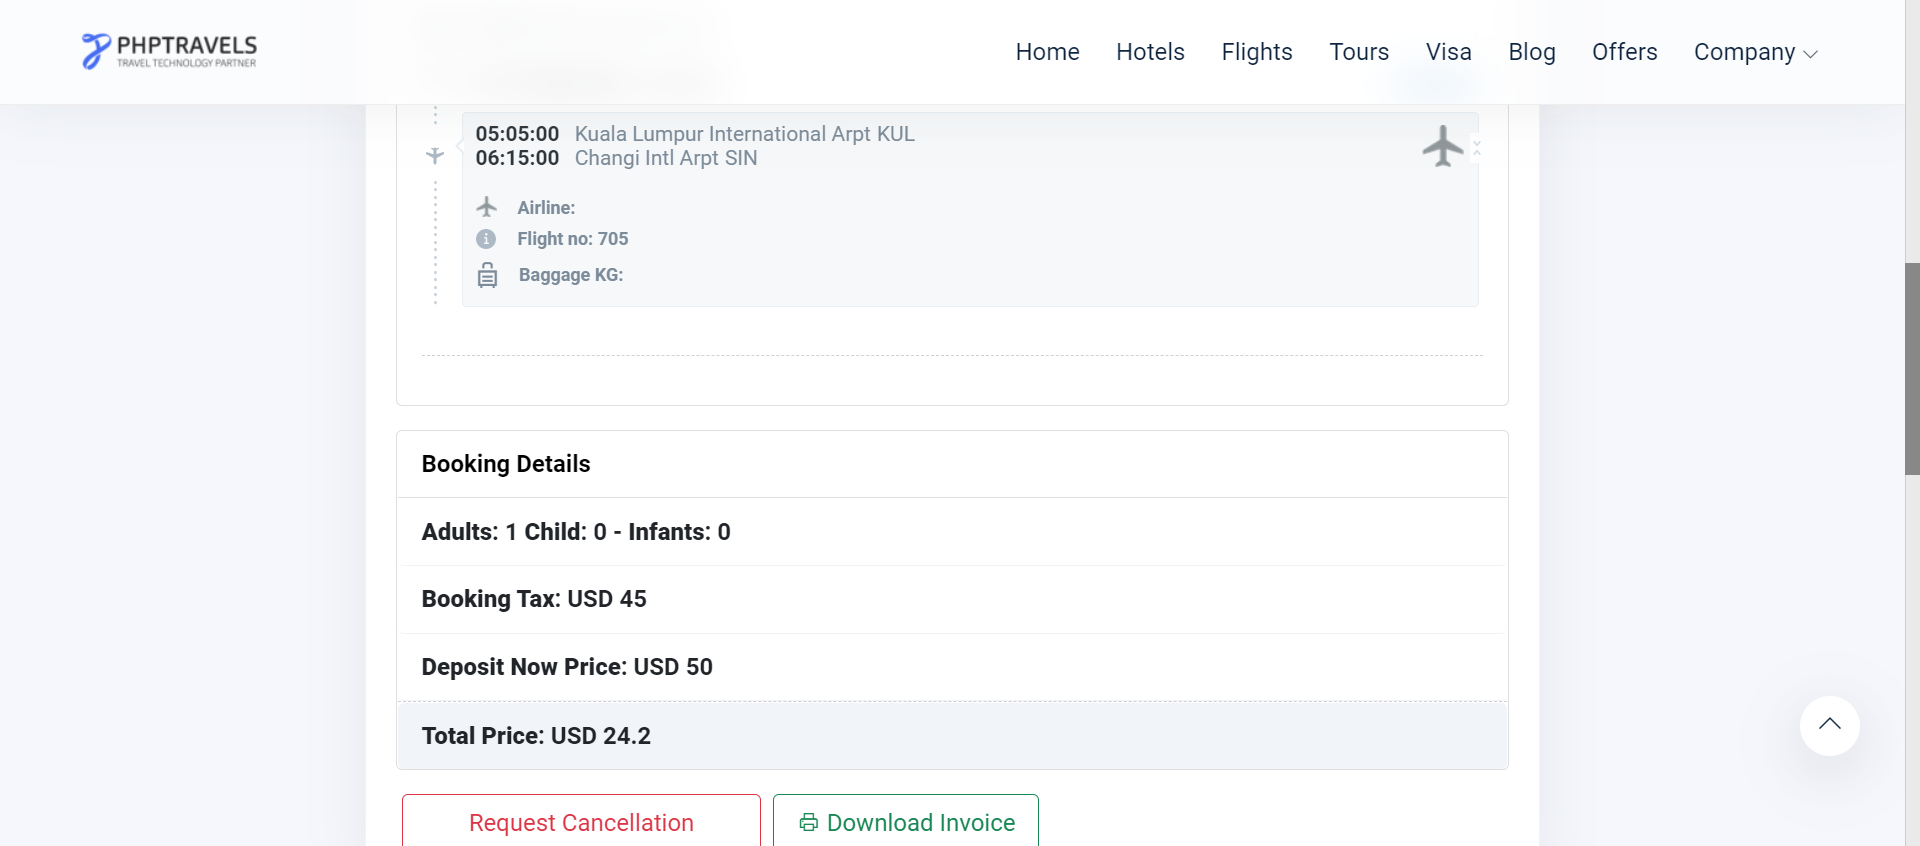 PHPTRAVELS
TRAVEL TECHNOLOGY PARTNER
Home Hotels Flights Tours Visa Blog Offers Company
05:05:00 Kuala Lumpur International Arpt KUL
06:15:00 Changi Intl Arpt SIN
Airline:
Flight no: 705
Baggage KG:
Booking Details
Adults: 1 Child: 0 - Infants: 0
Booking Tax: USD 45
Deposit Now Price: USD 50
Total Price: USD 24.2
Request Cancellation
Download Invoice